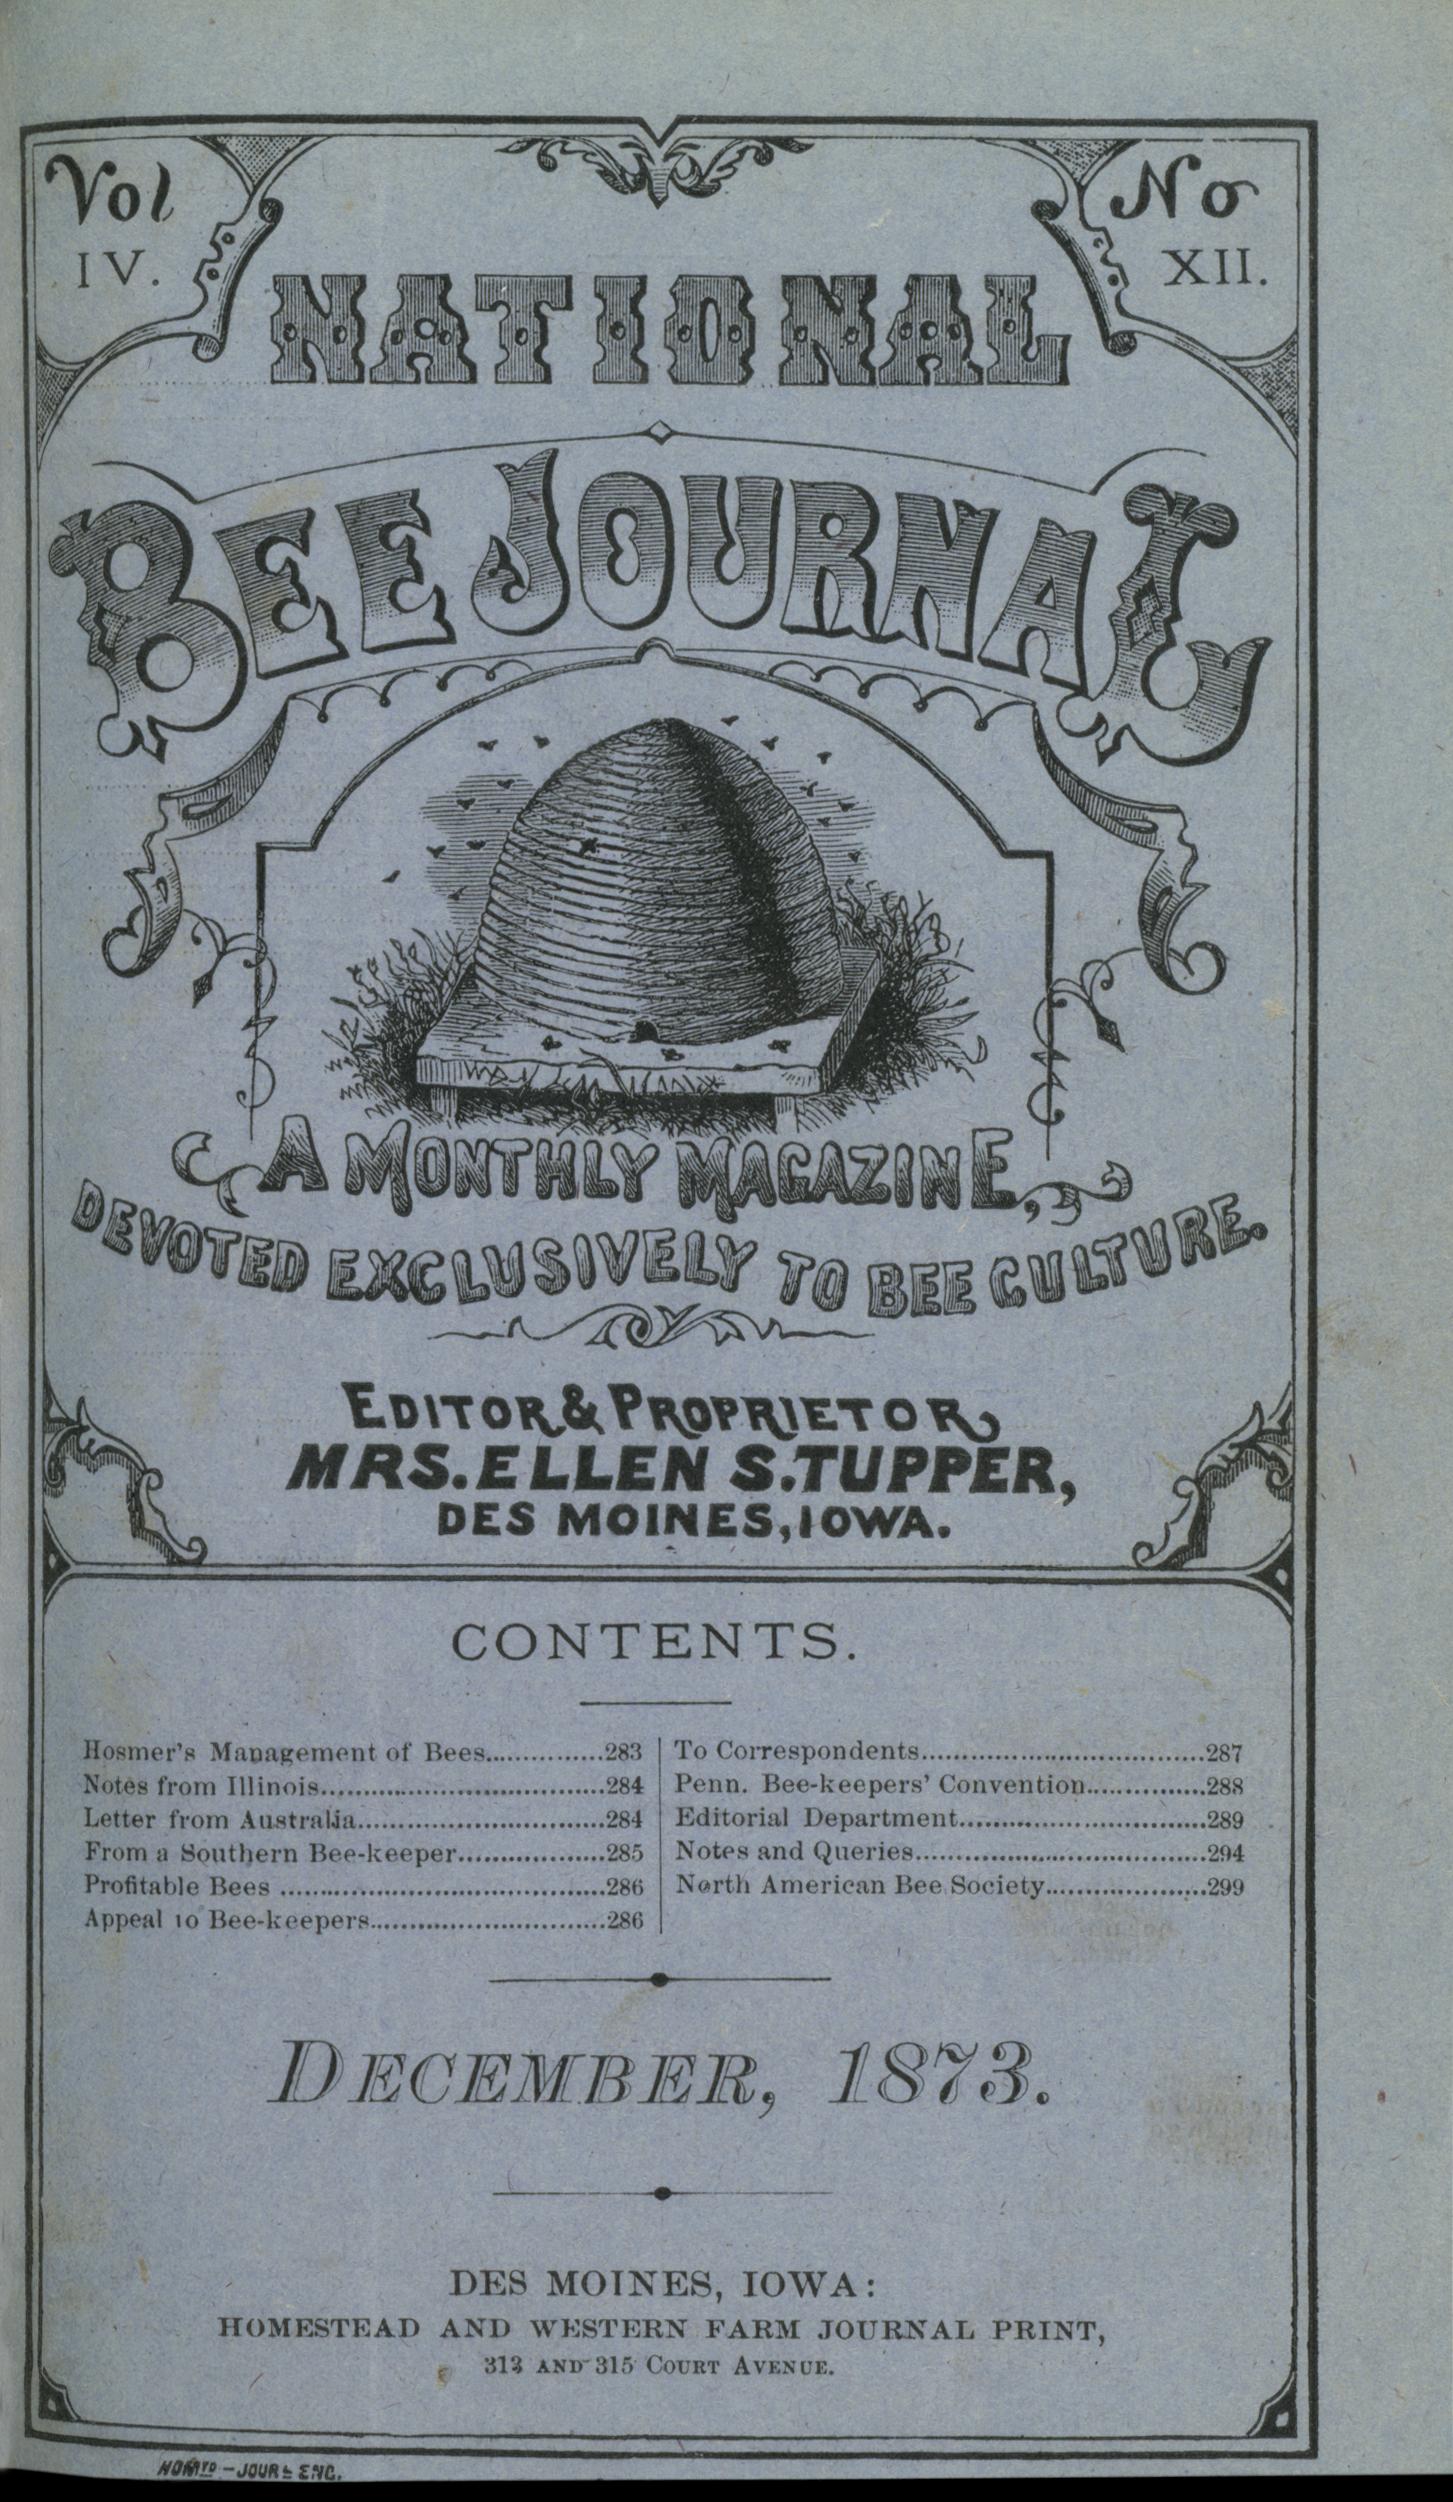 Vol
IV.
No
XII.
NATIONAL
BEE JOURNAL
A MONTHLY MAGAZINE,
DEVOTED EXCLUSIVELY TO BEE CULTURE.
EDITOR & PROPRIETOR,
MRS. ELLEN S. TUPPER,
DES MOINES, IOWA.
CONTENTS.
Hosmer's Management of Bees...............283
Notes from Illinois.......................................284
Letter from Australia...............................284
From a Southern Bee-keeper..................285
Profitable Bees ........................................286
Appeal to Bee-keepers.............................286
To Correspondents...................................287
Penn. Bee-keepers' Convention...............288
Editorial Department...............................289
Notes and Queries....................................294
North American Bee Society....................299
DECEMBER, 1873.
DES MOINES, IOWA:
HOMESTEAD AND WESTERN FARM JOURNAL PRINT,
313 AND 315 COURT AVENUE.
JOUR L ENG.